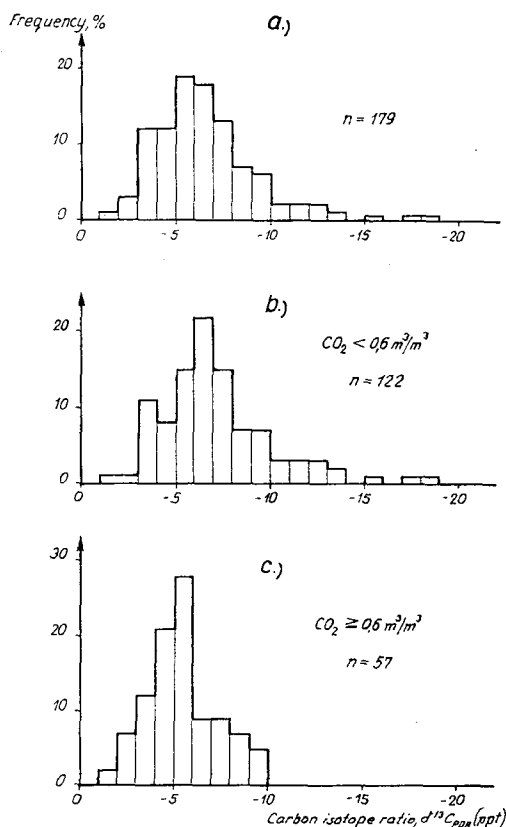 Frequency, %
a.)
20
n = 179
10
0
0 -5 -10 -15 -20
b.)
20
CO₂ < 0,6 m³/m³
n = 122
10
0
0 -5 -10 -15 -20
c.)
30
CO₂ ≥ 0,6 m³/m³
20
n = 57
10
0
0 -5 -10 -15 -20
Carbon isotope ratio, δ¹³C_PDB (ppt)